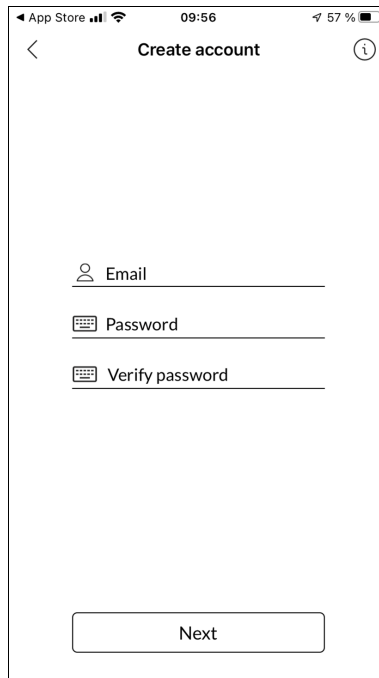 ◀ App Store 09:56 57 %
Create account
Email
Password
Verify password
Next